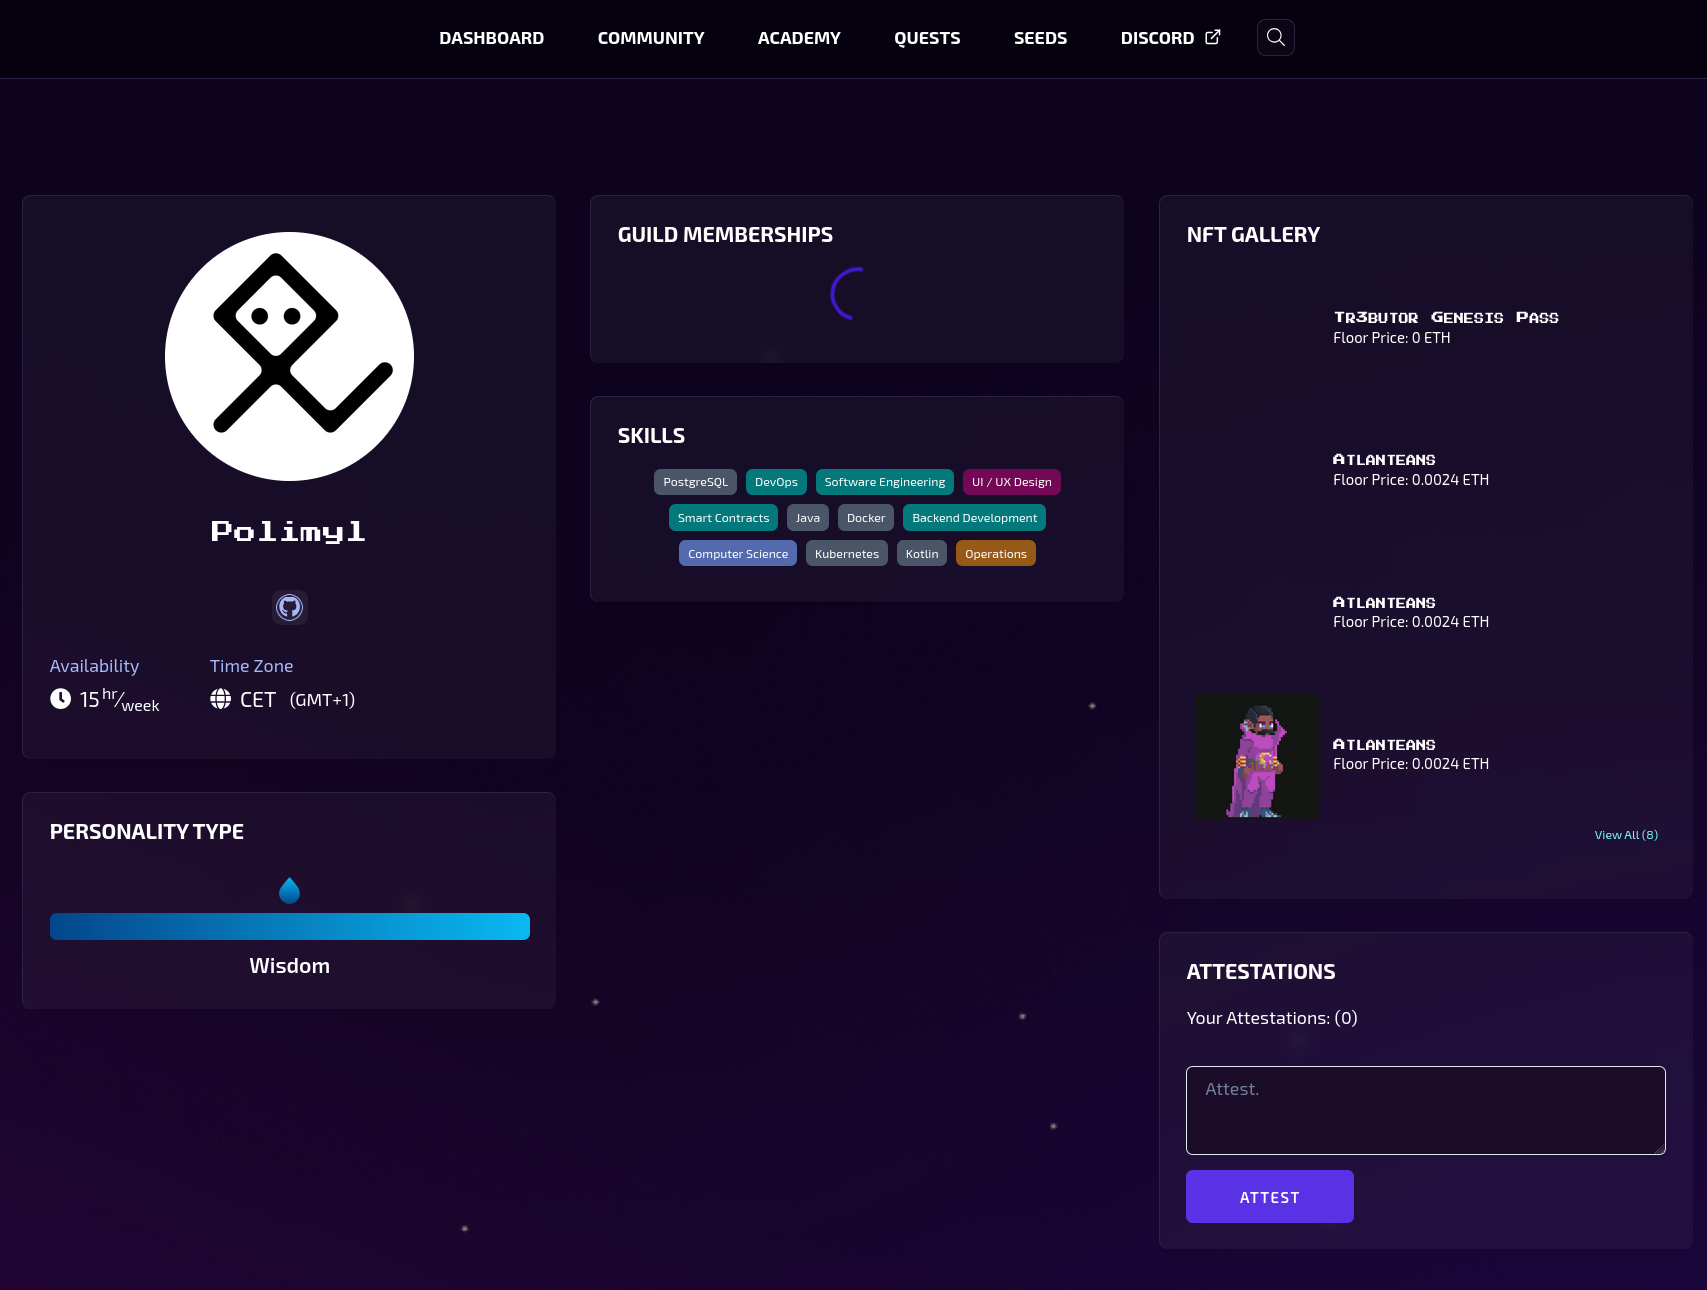 DASHBOARD COMMUNITY ACADEMY QUESTS SEEDS DISCORD
Polimyl
Availability Time Zone
15 hr/week CET (GMT+1)
PERSONALITY TYPE
Wisdom
GUILD MEMBERSHIPS
SKILLS
PostgreSQL DevOps Software Engineering UI / UX Design
Smart Contracts Java Docker Backend Development
Computer Science Kubernetes Kotlin Operations
NFT GALLERY
Tr3butor Genesis Pass
Floor Price: 0 ETH
Atlanteans
Floor Price: 0.0024 ETH
Atlanteans
Floor Price: 0.0024 ETH
Atlanteans
Floor Price: 0.0024 ETH
View All (8)
ATTESTATIONS
Your Attestations: (0)
Attest.
ATTEST